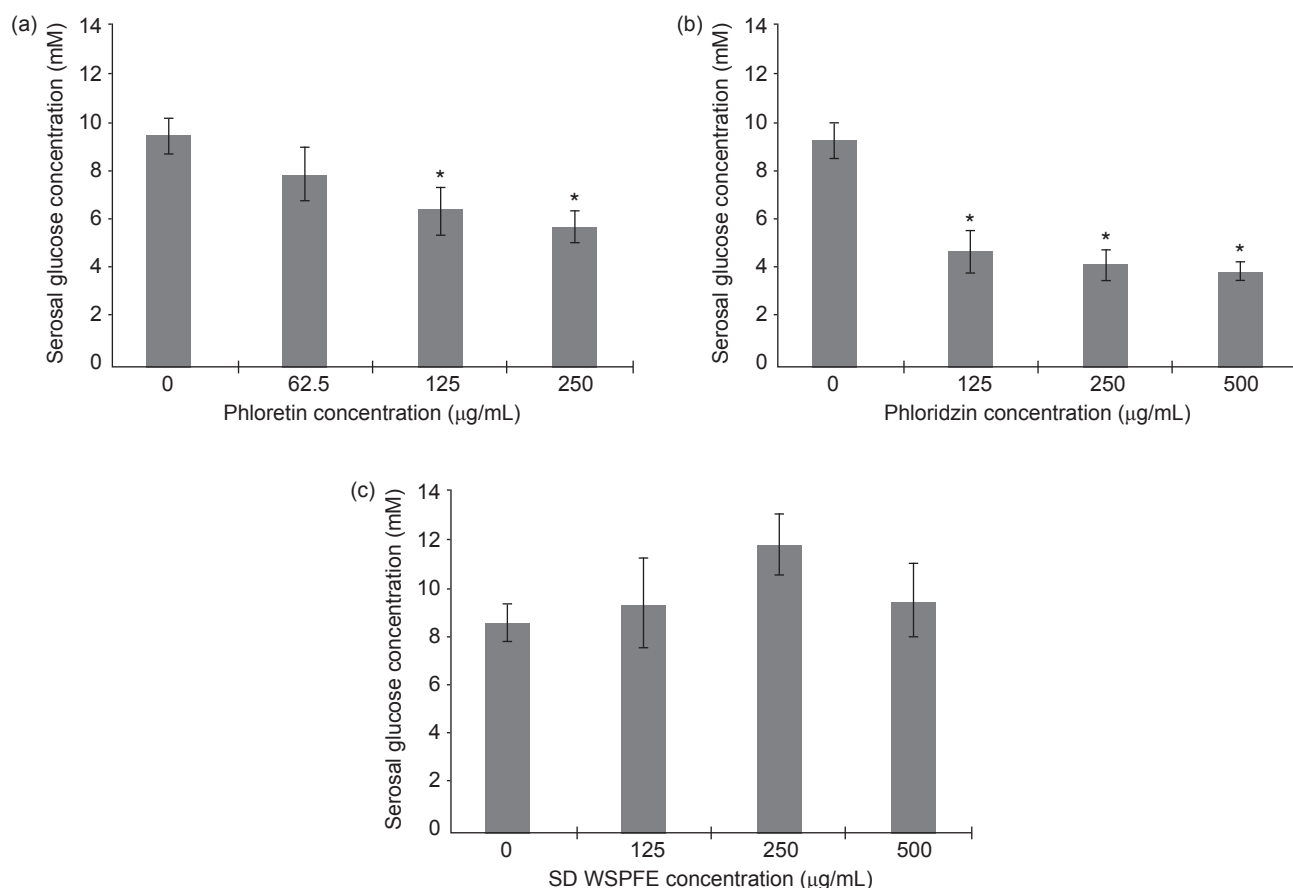 (a)
Serosal glucose concentration (mM)
14
12
10
8
6
4
2
0
*
*
0 62.5 125 250
Phloretin concentration (μg/mL)
(b)
Serosal glucose concentration (mM)
14
12
10
8
6
4
2
0
*
*
*
0 125 250 500
Phloridzin concentration (μg/mL)
(c)
Serosal glucose concentration (mM)
14
12
10
8
6
4
2
0
0 125 250 500
SD WSPFE concentration (μg/mL)